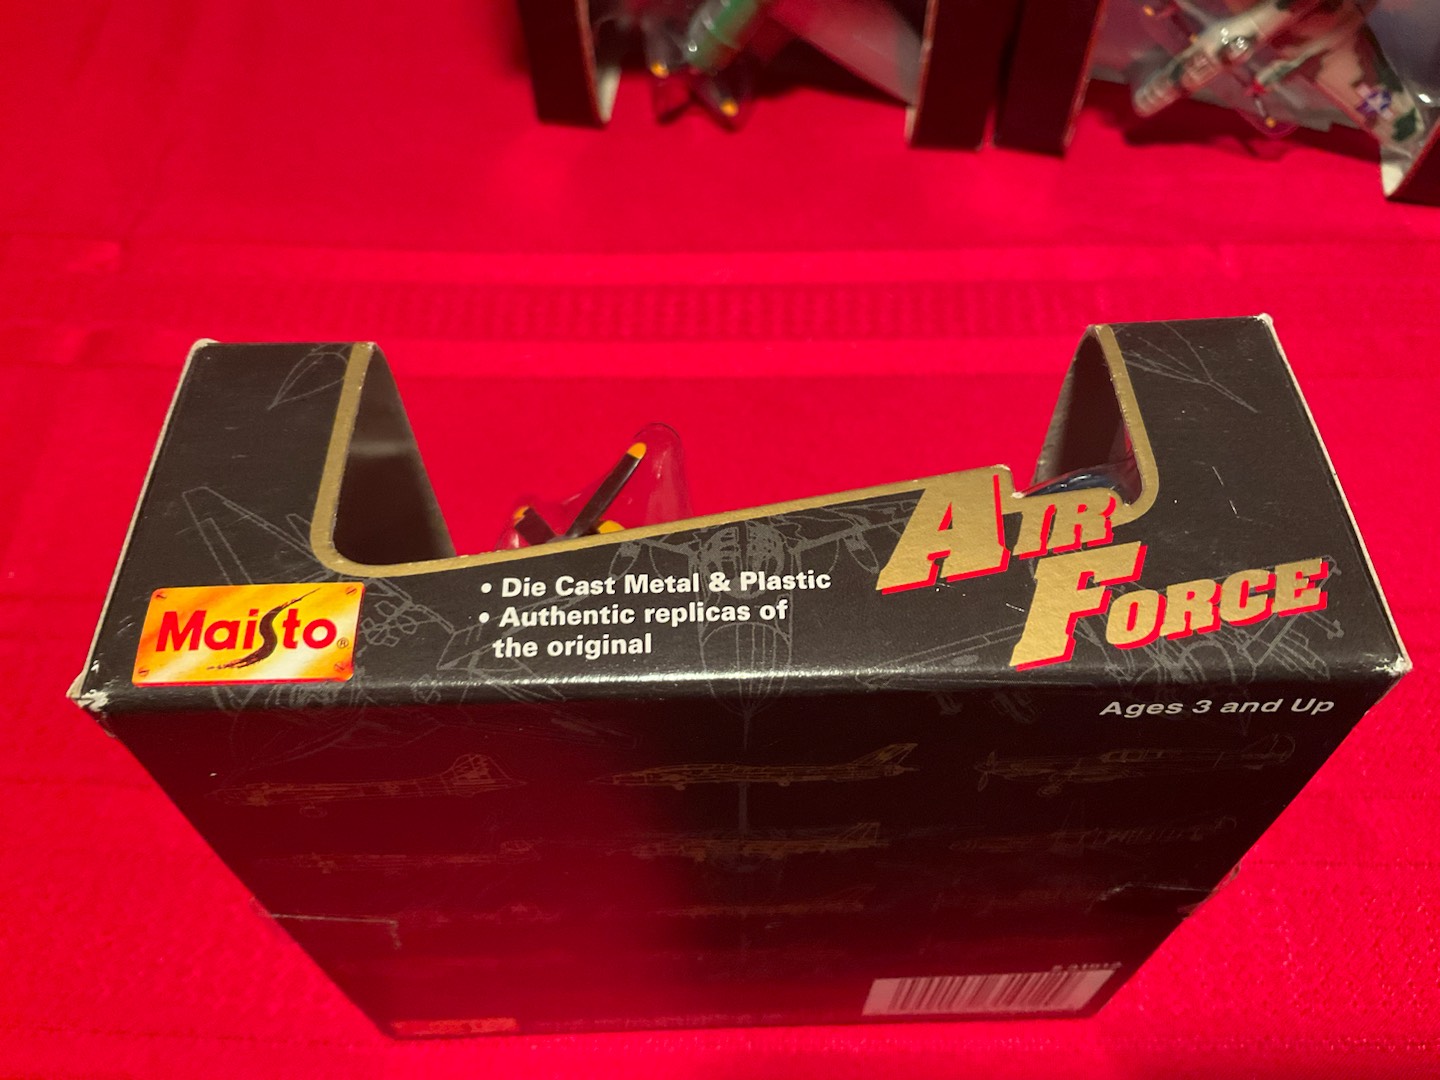 Maisto®
• Die Cast Metal & Plastic
• Authentic replicas of
the original
AIR
FORCE
Ages 3 and Up